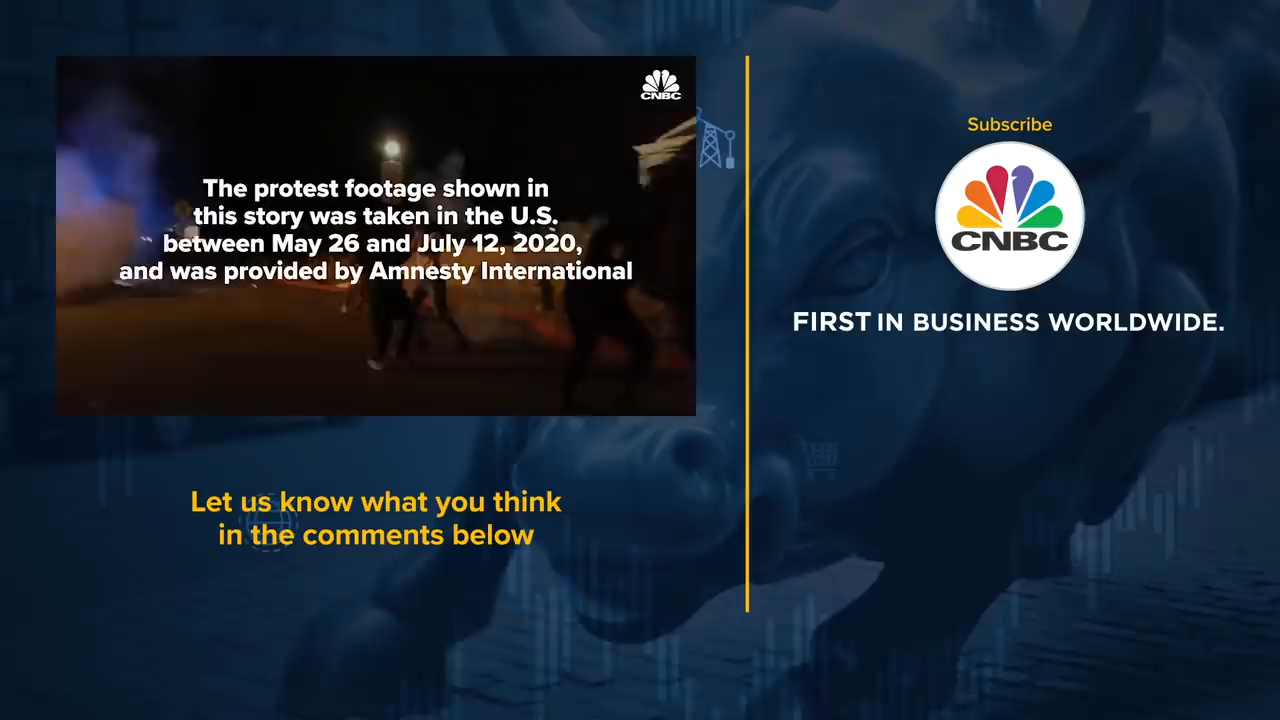 CNBC
The protest footage shown in
this story was taken in the U.S.
between May 26 and July 12, 2020,
and was provided by Amnesty International
Let us know what you think
in the comments below
Subscribe
CNBC
FIRST IN BUSINESS WORLDWIDE.